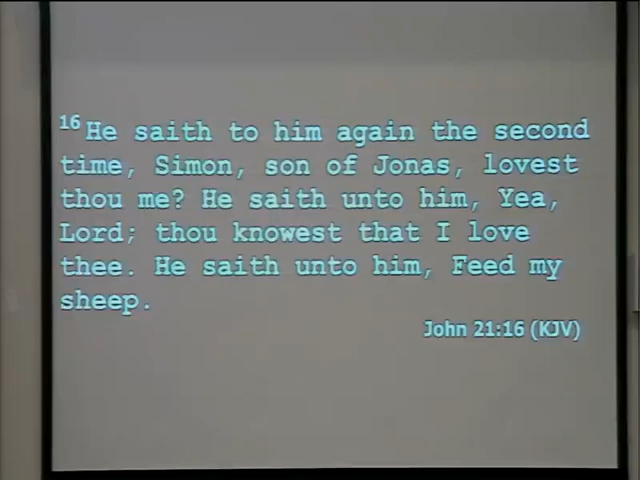 16 He saith to him again the second
time, Simon, son of Jonas, lovest
thou me? He saith unto him, Yea,
Lord; thou knowest that I love
thee. He saith unto him, Feed my
sheep.
John 21:16 (KJV)